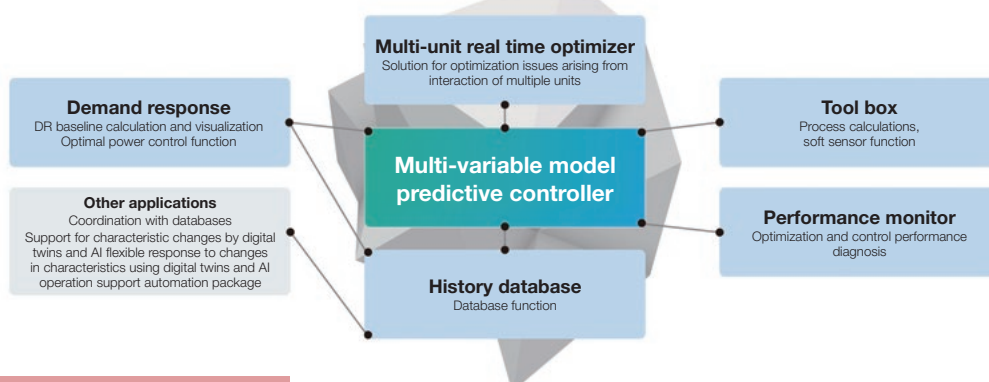 Multi-unit real time optimizer
Solution for optimization issues arising from
interaction of multiple units
Demand response
DR baseline calculation and visualization
Optimal power control function
Tool box
Process calculations,
soft sensor function
Multi-variable model
predictive controller
Other applications
Coordination with databases
Support for characteristic changes by digital
twins and AI flexible response to changes
in characteristics using digital twins and AI
operation support automation package
Performance monitor
Optimization and control performance
diagnosis
History database
Database function